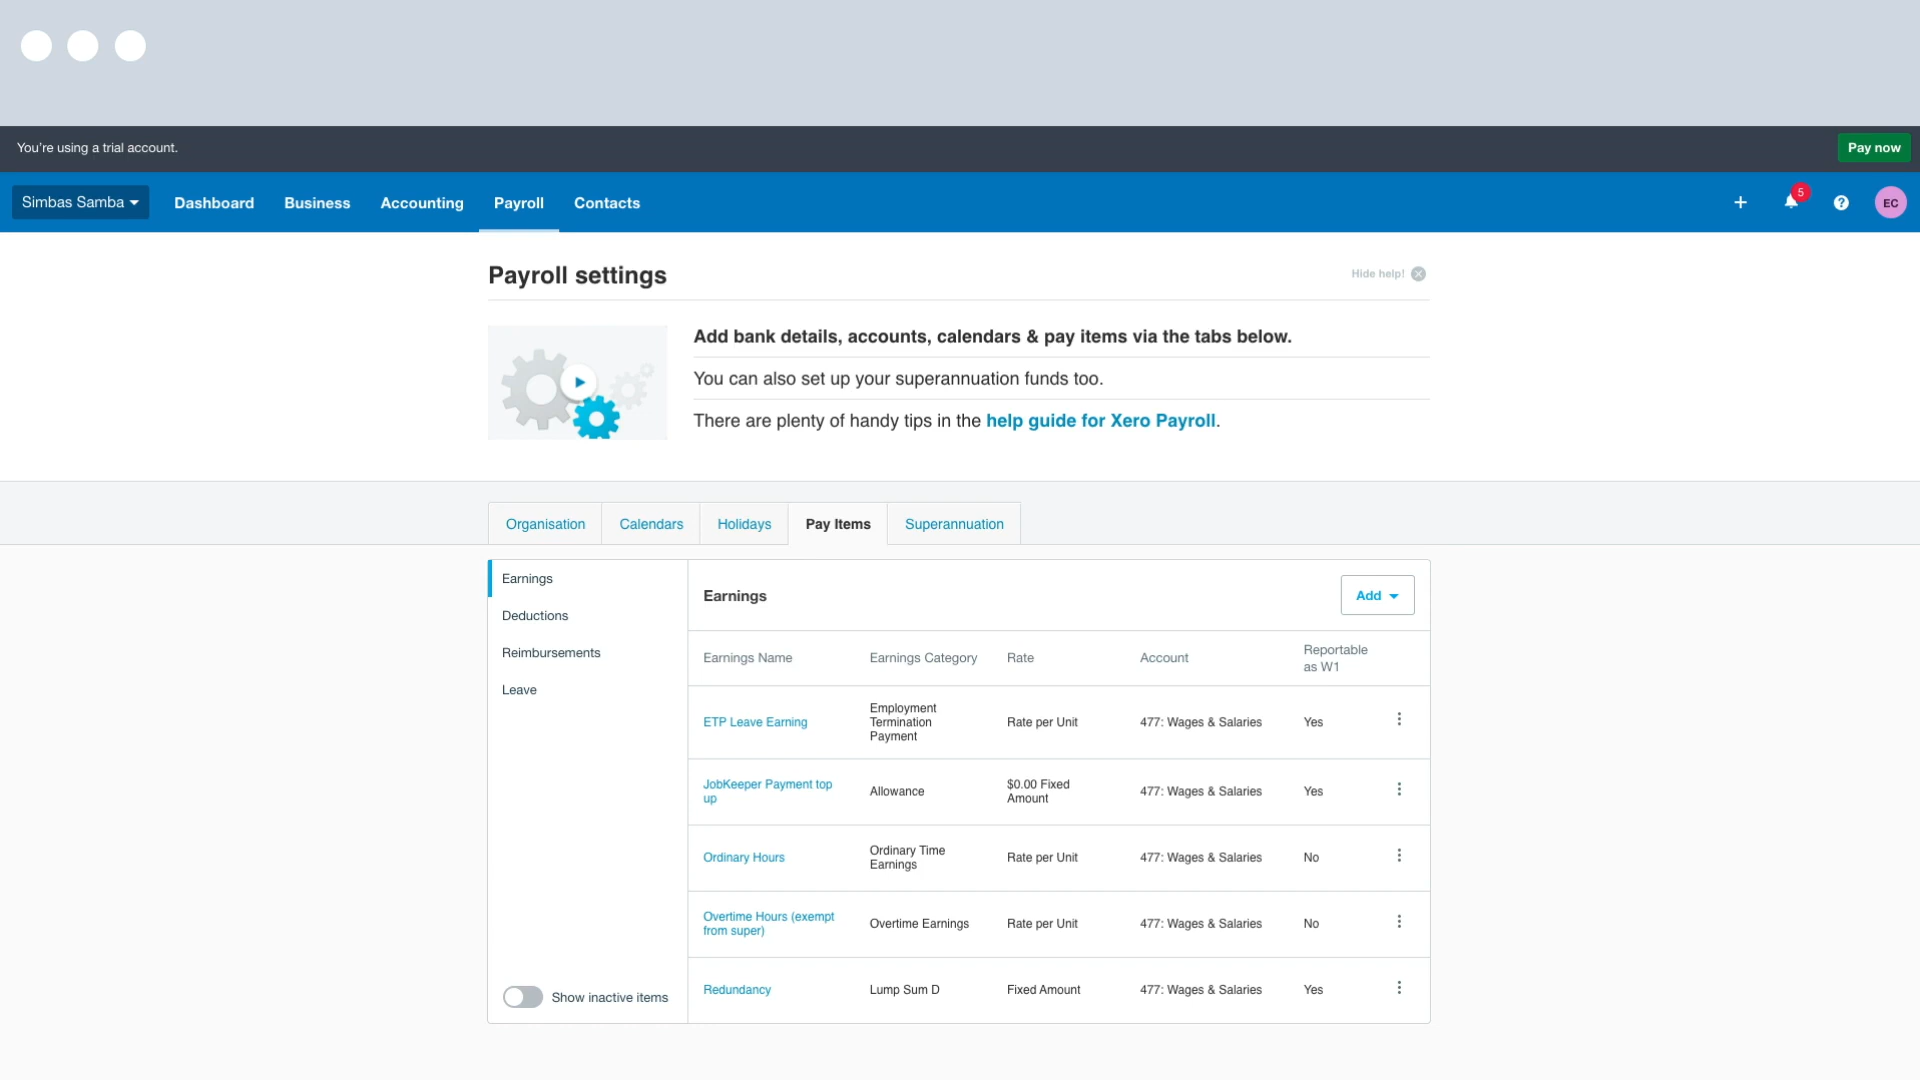 You're using a trial account.
Pay now
Simbas Samba
Dashboard
Business
Accounting
Payroll
Contacts
5
EC
Payroll settings
Hide help!
Add bank details, accounts, calendars & pay items via the tabs below.
You can also set up your superannuation funds too.
There are plenty of handy tips in the help guide for Xero Payroll.
Organisation
Calendars
Holidays
Pay Items
Superannuation
Earnings
Deductions
Reimbursements
Leave
Show inactive items
Earnings
Add
Earnings Name
Earnings Category
Rate
Account
Reportable
as W1
ETP Leave Earning
Employment
Termination
Payment
Rate per Unit
477: Wages & Salaries
Yes
JobKeeper Payment top
up
Allowance
$0.00 Fixed
Amount
477: Wages & Salaries
Yes
Ordinary Hours
Ordinary Time
Earnings
Rate per Unit
477: Wages & Salaries
No
Overtime Hours (exempt
from super)
Overtime Earnings
Rate per Unit
477: Wages & Salaries
No
Redundancy
Lump Sum D
Fixed Amount
477: Wages & Salaries
Yes